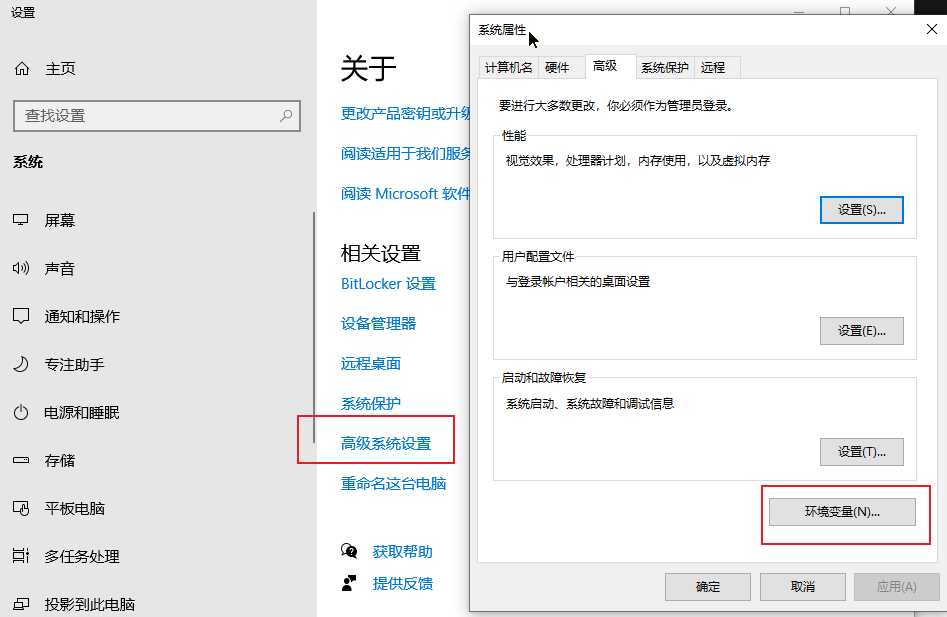 设置
主页
查找设置
系统
屏幕
声音
通知和操作
专注助手
电源和睡眠
存储
平板电脑
多任务处理
投影到此电脑
关于
更改产品密钥或升级
阅读适用于我们服务
阅读 Microsoft 软件
相关设置
BitLocker 设置
设备管理器
远程桌面
系统保护
高级系统设置
重命名这台电脑
获取帮助
提供反馈
系统属性
计算机名 硬件 高级 系统保护 远程
要进行大多数更改，你必须作为管理员登录。
性能
视觉效果，处理器计划，内存使用，以及虚拟内存
设置(S)...
用户配置文件
与登录帐户相关的桌面设置
设置(E)...
启动和故障恢复
系统启动、系统故障和调试信息
设置(T)...
环境变量(N)...
确定 取消 应用(A)